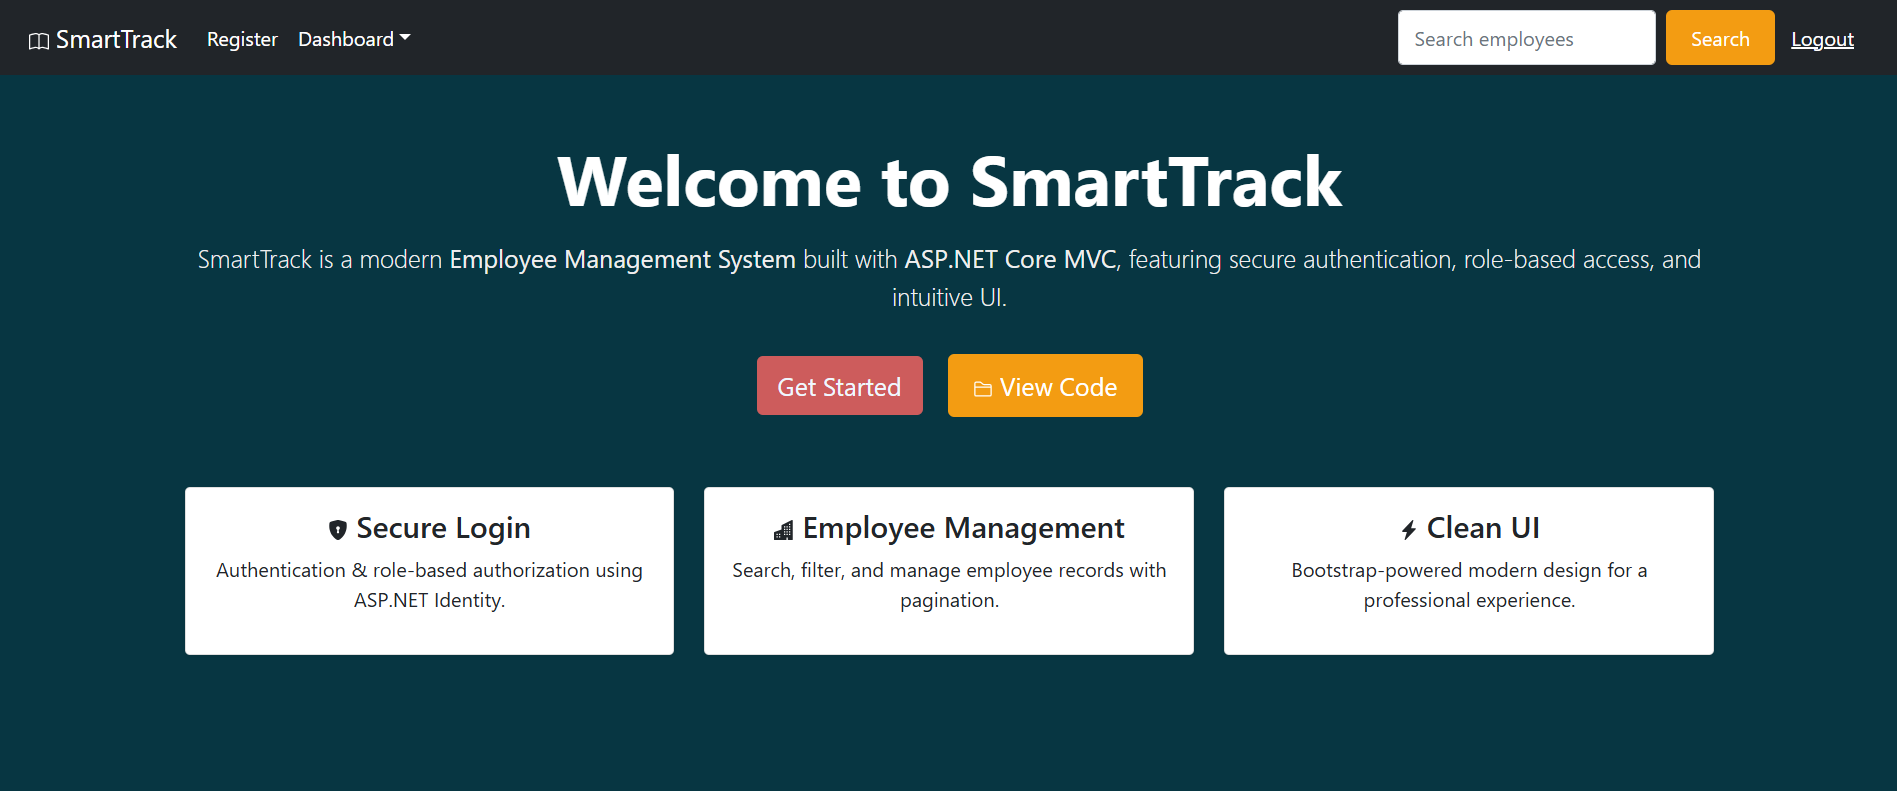 SmartTrack Register Dashboard Search employees Search Logout
Welcome to SmartTrack
SmartTrack is a modern Employee Management System built with ASP.NET Core MVC, featuring secure authentication, role-based access, and
intuitive UI.
Get Started View Code
Secure Login
Authentication & role-based authorization using
ASP.NET Identity.
Employee Management
Search, filter, and manage employee records with
pagination.
Clean UI
Bootstrap-powered modern design for a
professional experience.